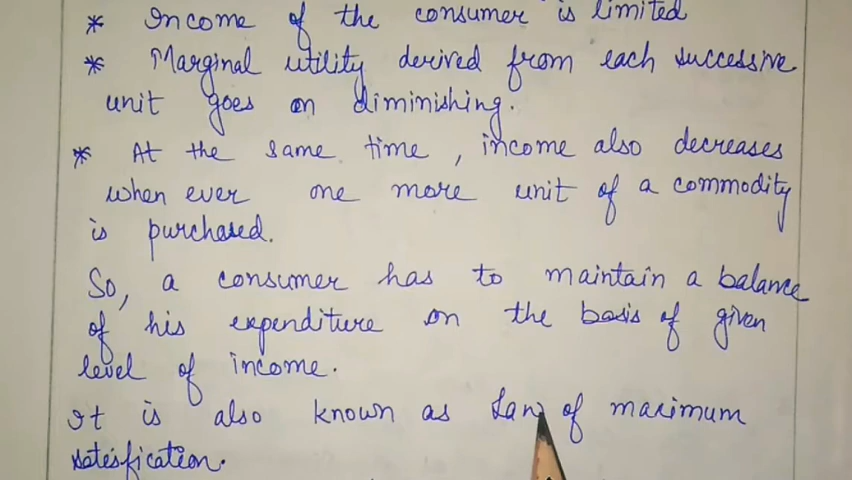 * Income of the consumer is limited
* Marginal utility derived from each successive
unit goes on diminishing.
* At the same time, income also decreases
when ever one more unit of a commodity
is purchased.
So, a consumer has to maintain a balance
of his expenditure on the basis of given
level of income.
It is also known as Law of maximum
satisfication.